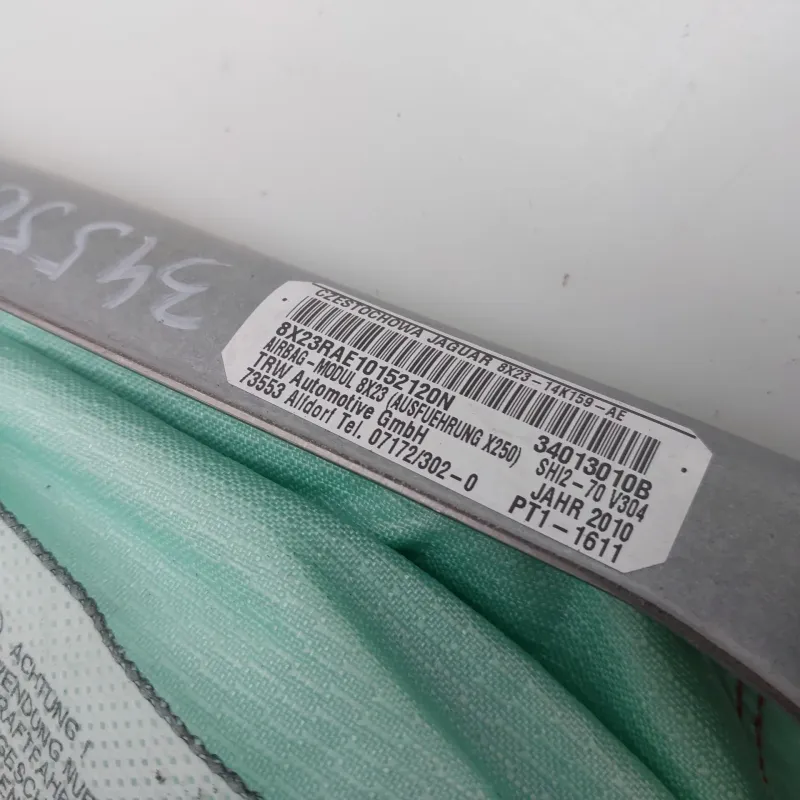 34550
CZESTOCHOWA JAGUAR 8X23-14K159-AE
8X23RAE10152120N 34013010B
AIRBAG-MODUL 8X23 (AUSFUEHRUNG X250) SHI2-70 V304
TRW Automotive GmbH JAHR 2010
73553 Alfdorf Tel. 07172/302-0 PT1-1611
ACHTUNG !